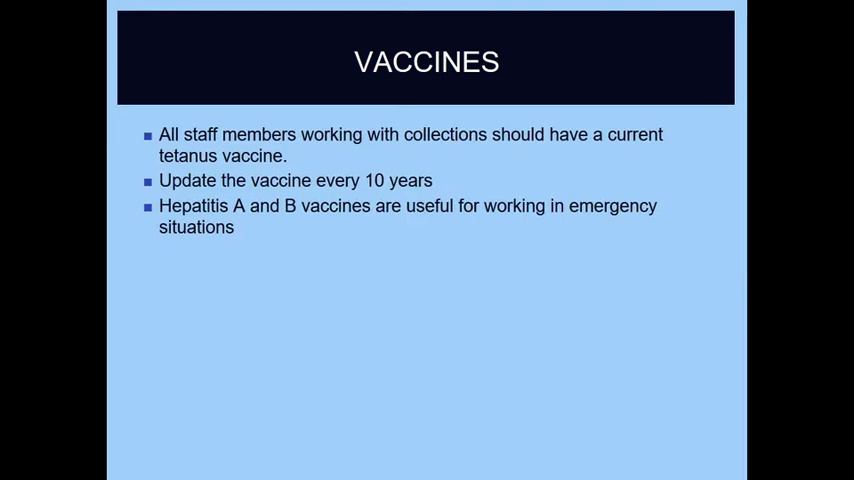 VACCINES
All staff members working with collections should have a current
tetanus vaccine.
Update the vaccine every 10 years
Hepatitis A and B vaccines are useful for working in emergency
situations